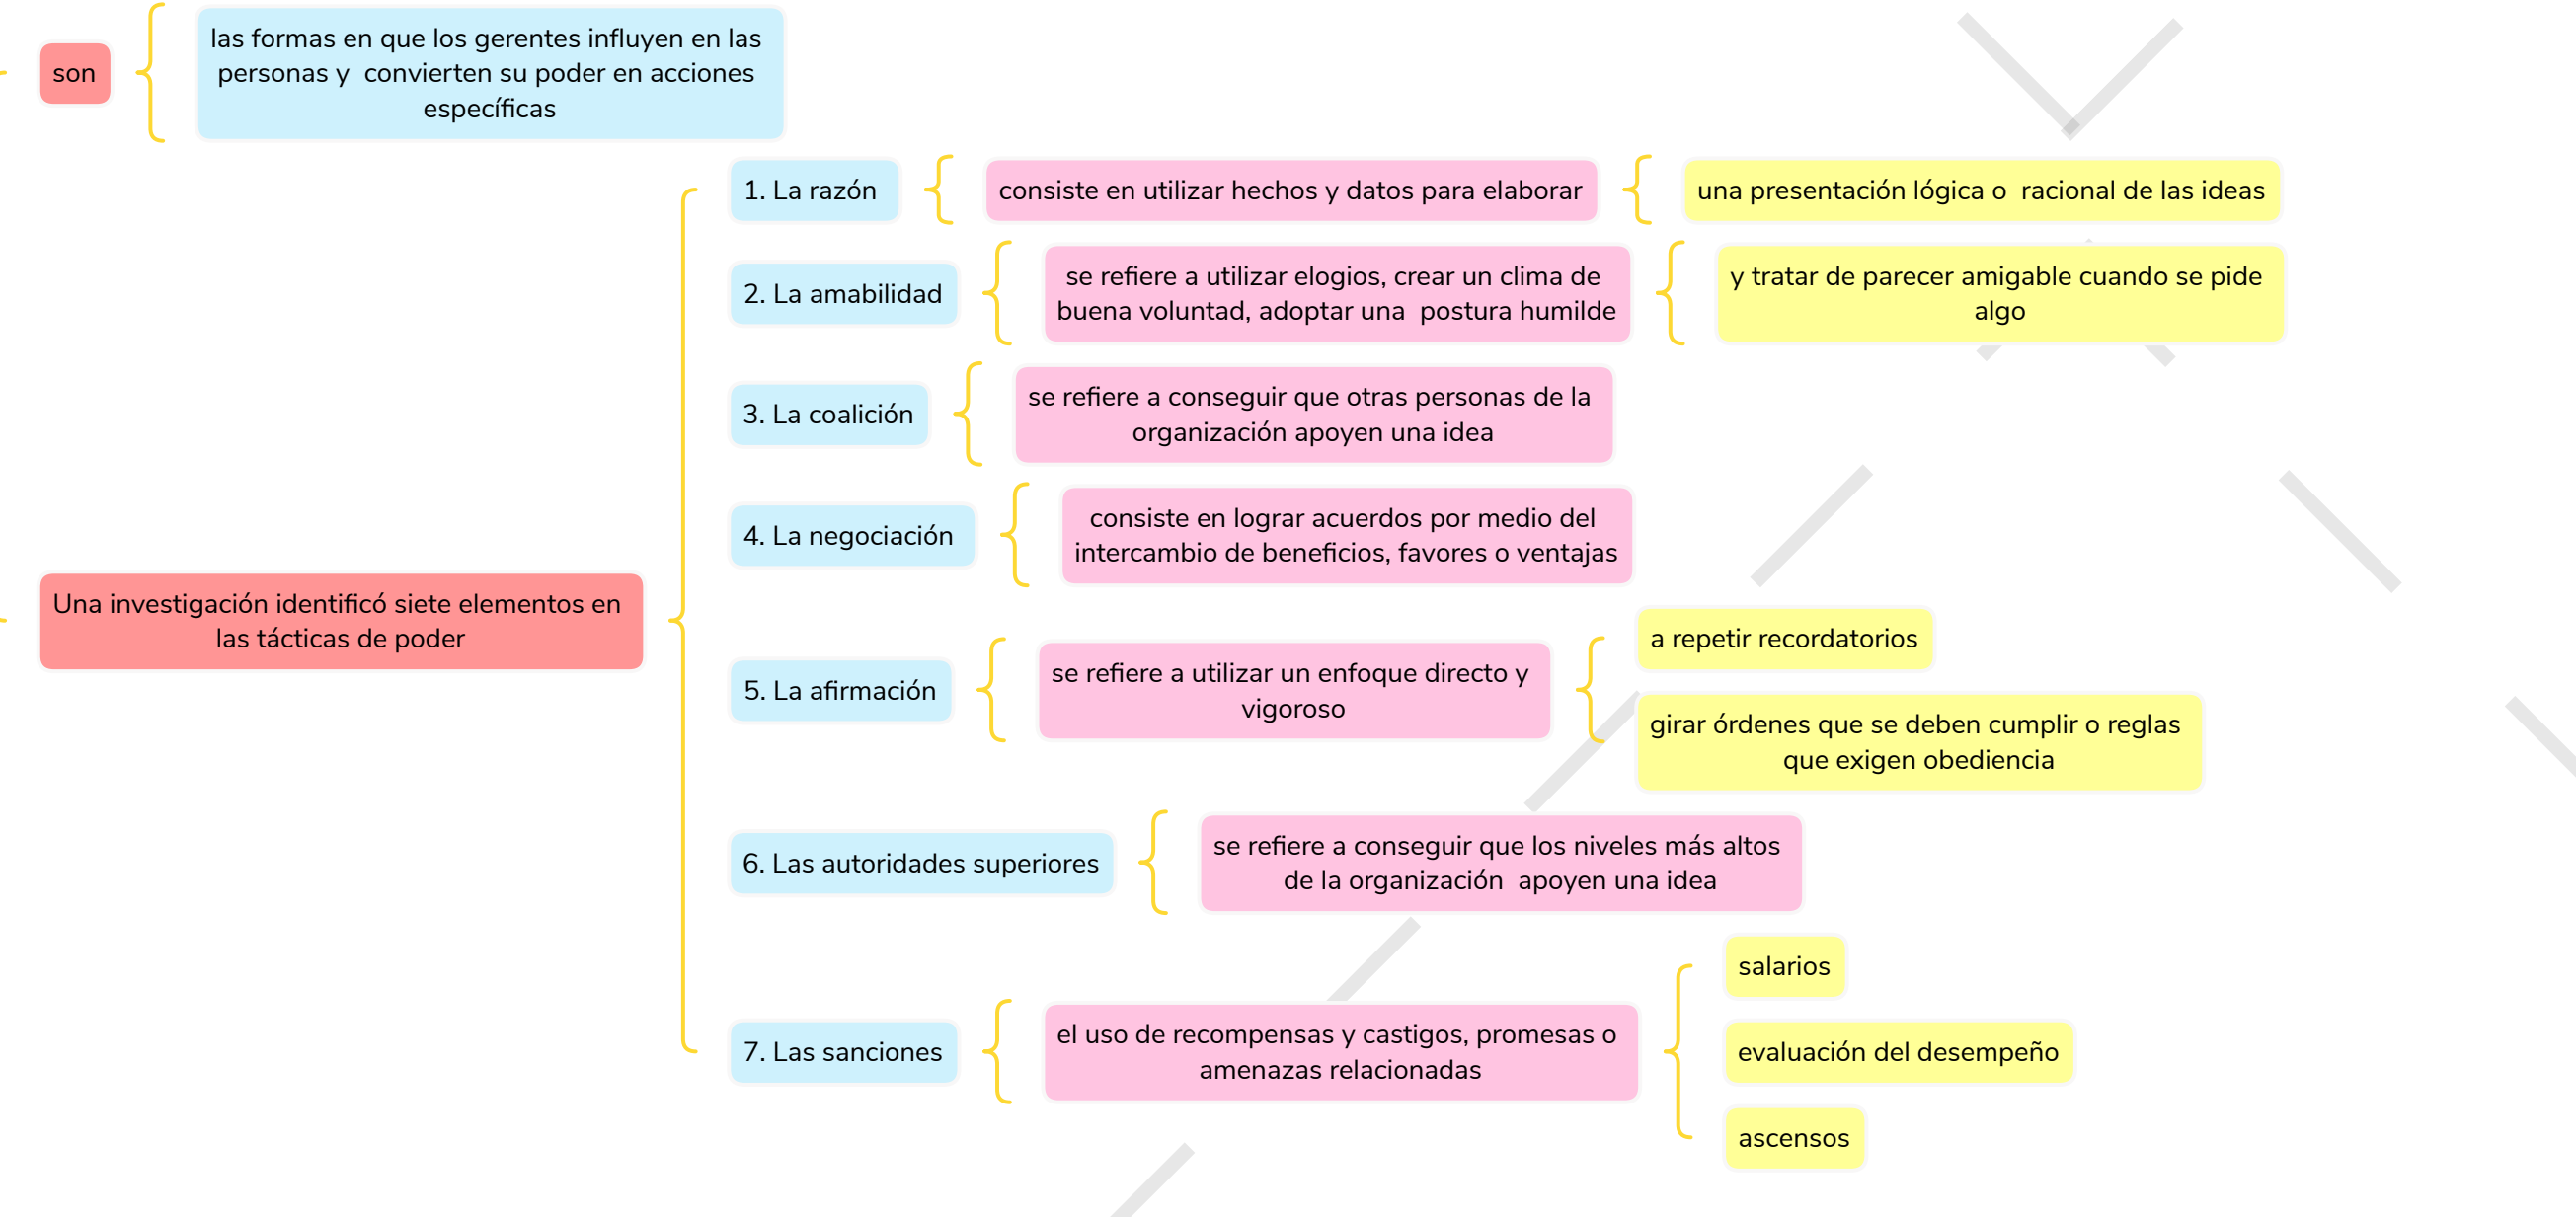 son
las formas en que los gerentes influyen en las
personas y  convierten su poder en acciones
específicas
Una investigación identificó siete elementos en
las tácticas de poder
1. La razón
consiste en utilizar hechos y datos para elaborar
una presentación lógica o  racional de las ideas
2. La amabilidad
se refiere a utilizar elogios, crear un clima de
buena voluntad, adoptar una  postura humilde
y tratar de parecer amigable cuando se pide
algo
3. La coalición
se refiere a conseguir que otras personas de la
organización apoyen una idea
4. La negociación
consiste en lograr acuerdos por medio del
intercambio de beneficios, favores o ventajas
5. La afirmación
se refiere a utilizar un enfoque directo y
vigoroso
a repetir recordatorios
girar órdenes que se deben cumplir o reglas
que exigen obediencia
6. Las autoridades superiores
se refiere a conseguir que los niveles más altos
de la organización  apoyen una idea
7. Las sanciones
el uso de recompensas y castigos, promesas o
amenazas relacionadas
salarios
evaluación del desempeño
ascensos